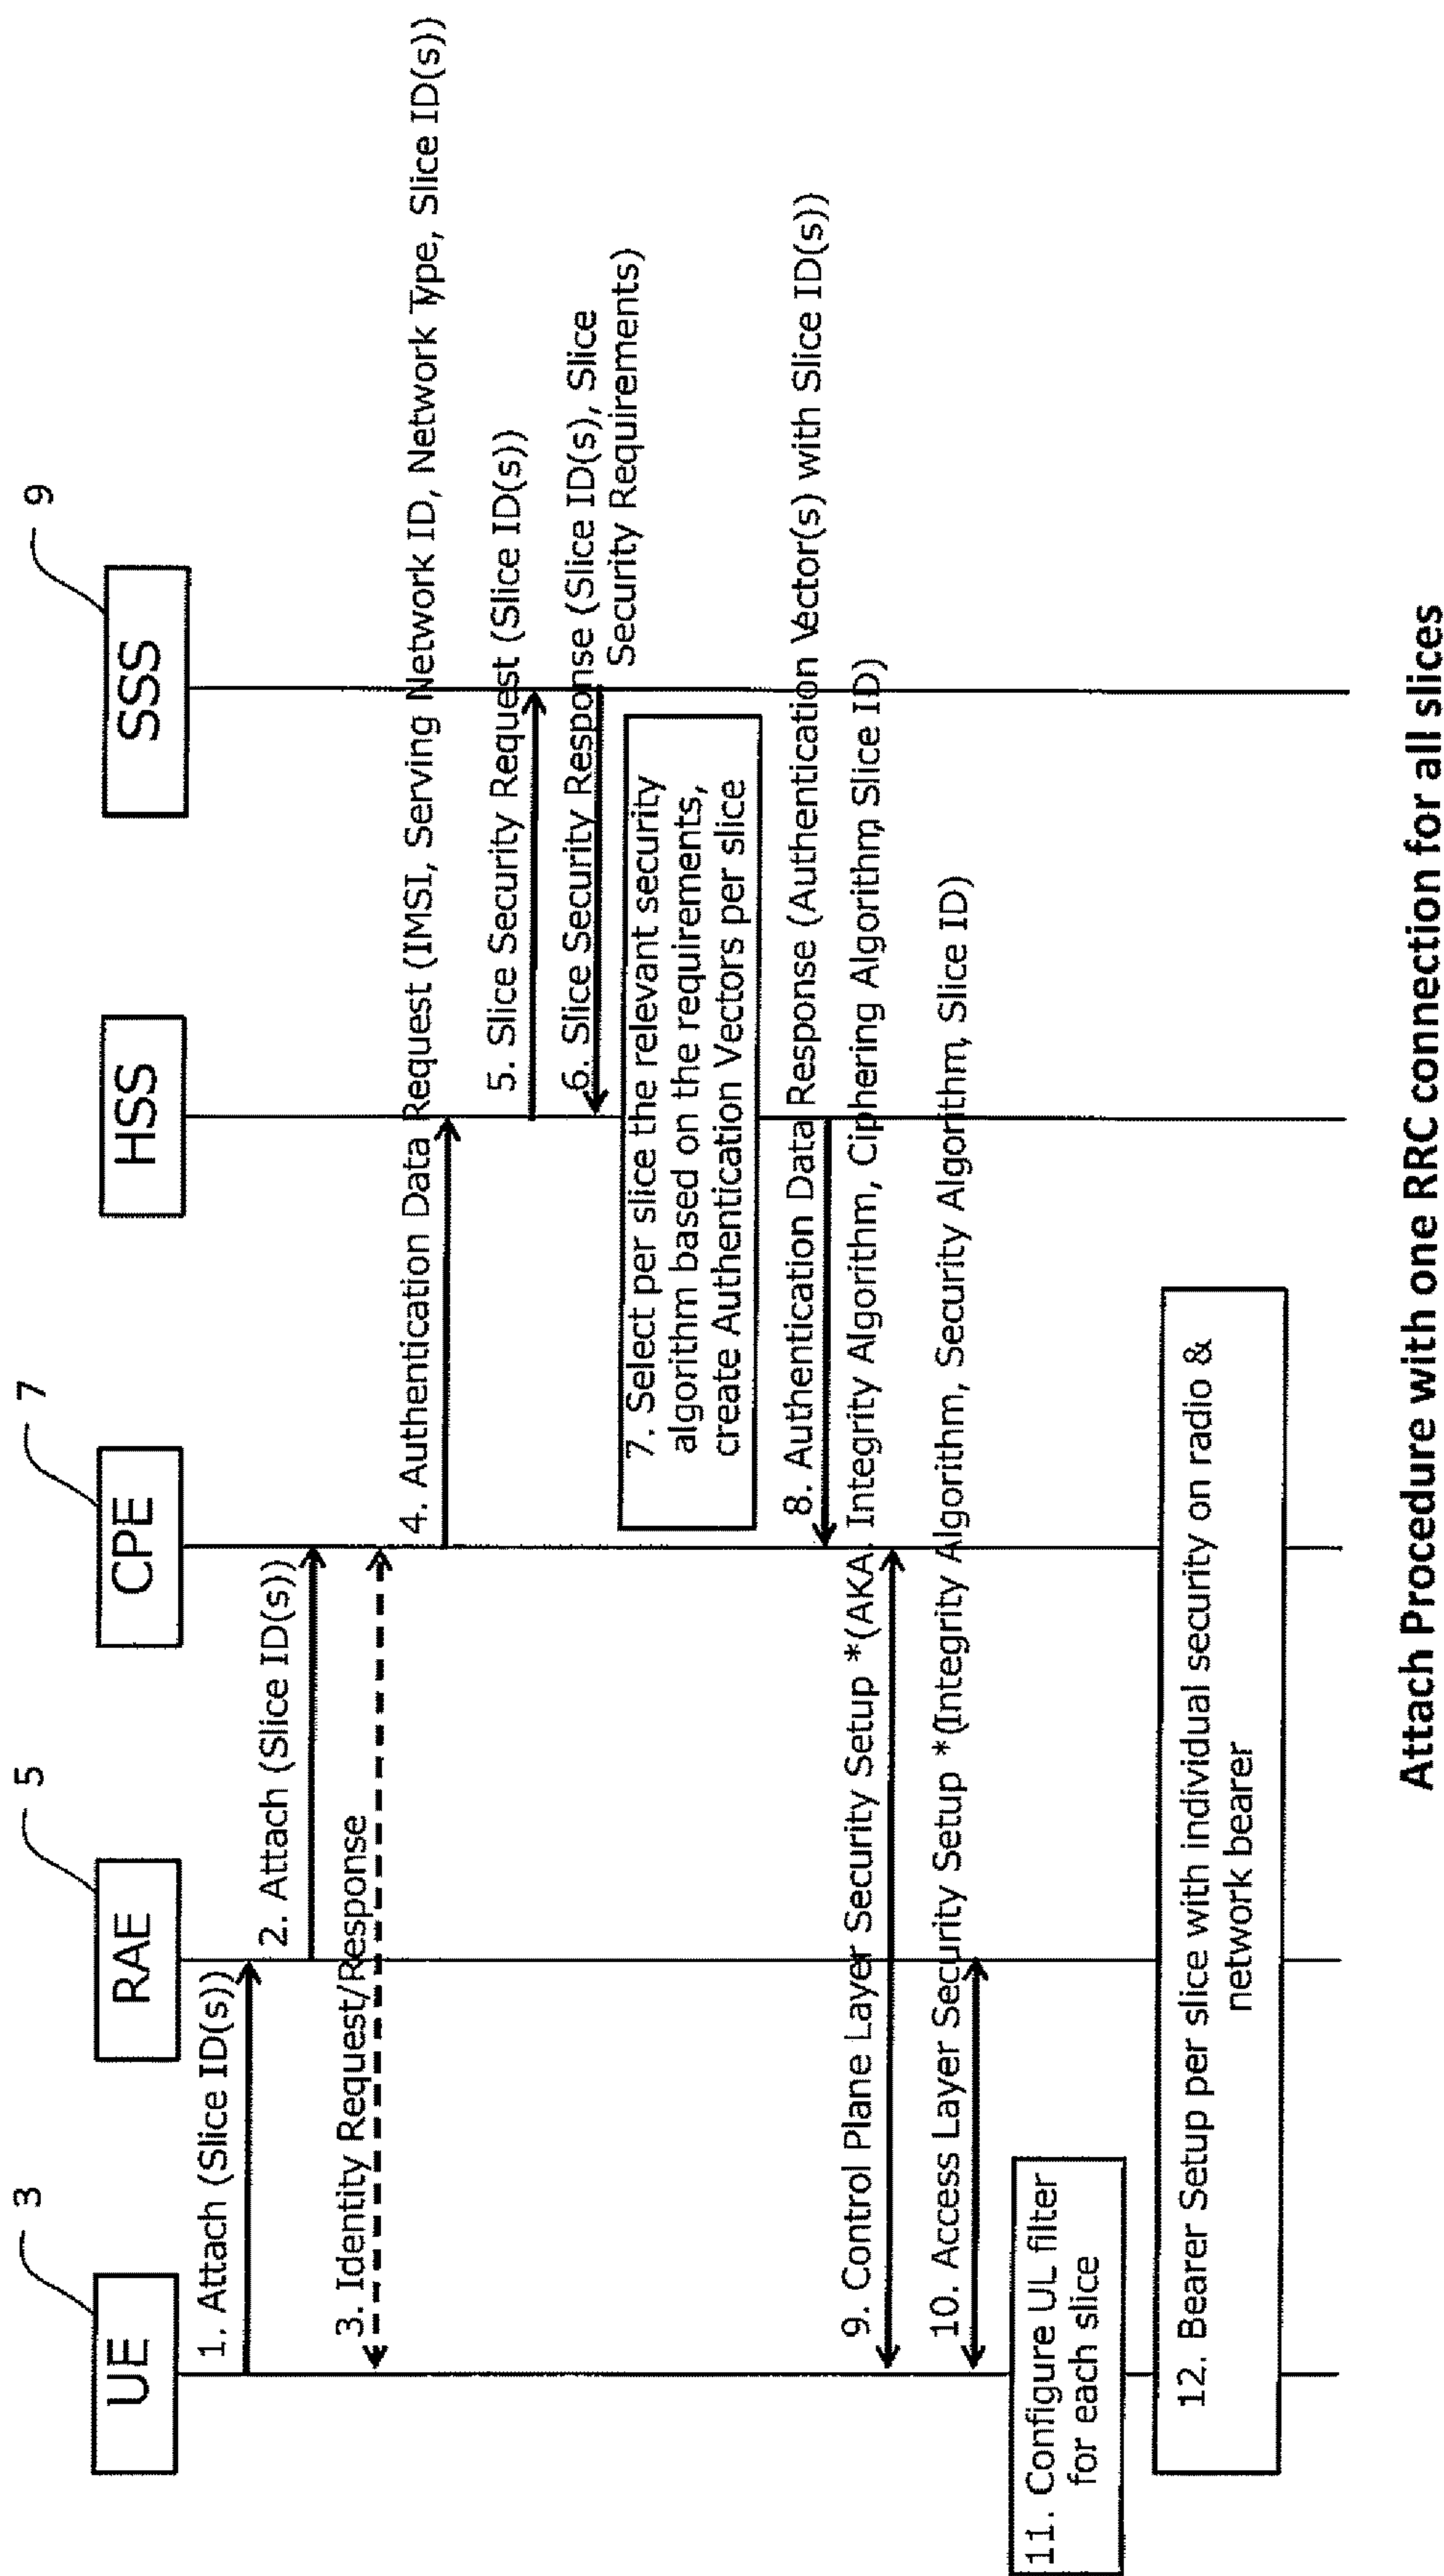 3
5
7
9
UE
RAE
CPE
HSS
SSS
1. Attach (Slice ID(s))
2. Attach (Slice ID(s))
3. Identity Request/Response
4. Authentication Data Request (IMSI, Serving Network ID, Network Type, Slice ID(s))
5. Slice Security Request (Slice ID(s))
6. Slice Security Response (Slice ID(s), Slice
Security Requirements)
7. Select per slice the relevant security
algorithm based on the requirements,
create Authentication Vectors per slice
8. Authentication Data Response (Authentication Vector(s) with Slice ID(s))
9. Control Plane Layer Security Setup *(AKA, Integrity Algorithm, Ciphering Algorithm, Slice ID)
10. Access Layer Security Setup *(Integrity Algorithm, Security Algorithm, Slice ID)
11. Configure UL filter
for each slice
12. Bearer Setup per slice with individual security on radio &
network bearer
Attach Procedure with one RRC connection for all slices